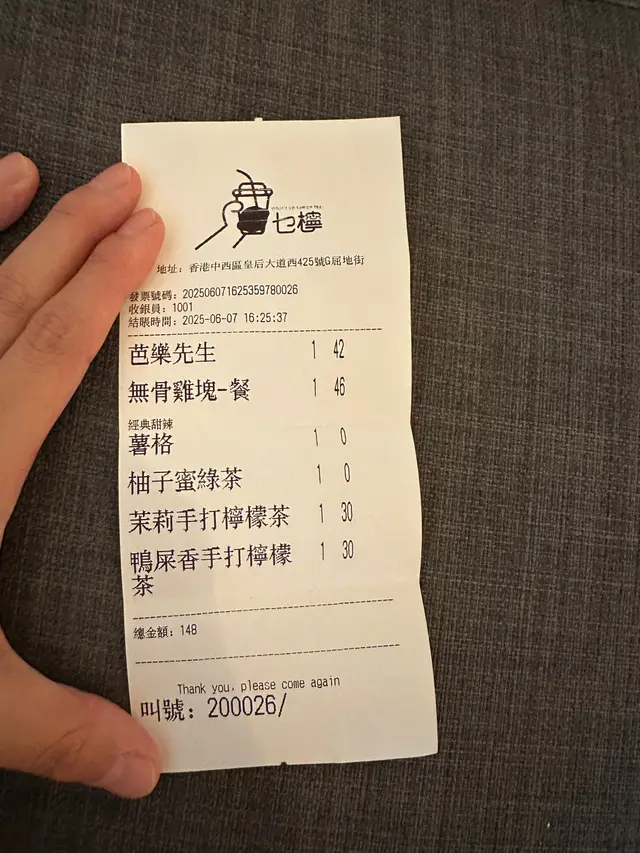 乜檸
地址: 香港中西區皇后大道西425號G屈地街
發票號碼: 202506071625359780026
收銀員: 1001
結賬時間: 2025-06-07 16:25:37
芭樂先生 1 42
無骨雞塊-餐 1 46
經典甜辣
薯格 1 0
柚子蜜綠茶 1 0
茉莉手打檸檬茶 1 30
鴨屎香手打檸檬 1 30
茶
總金額: 148
Thank you, please come again
叫號: 200026/